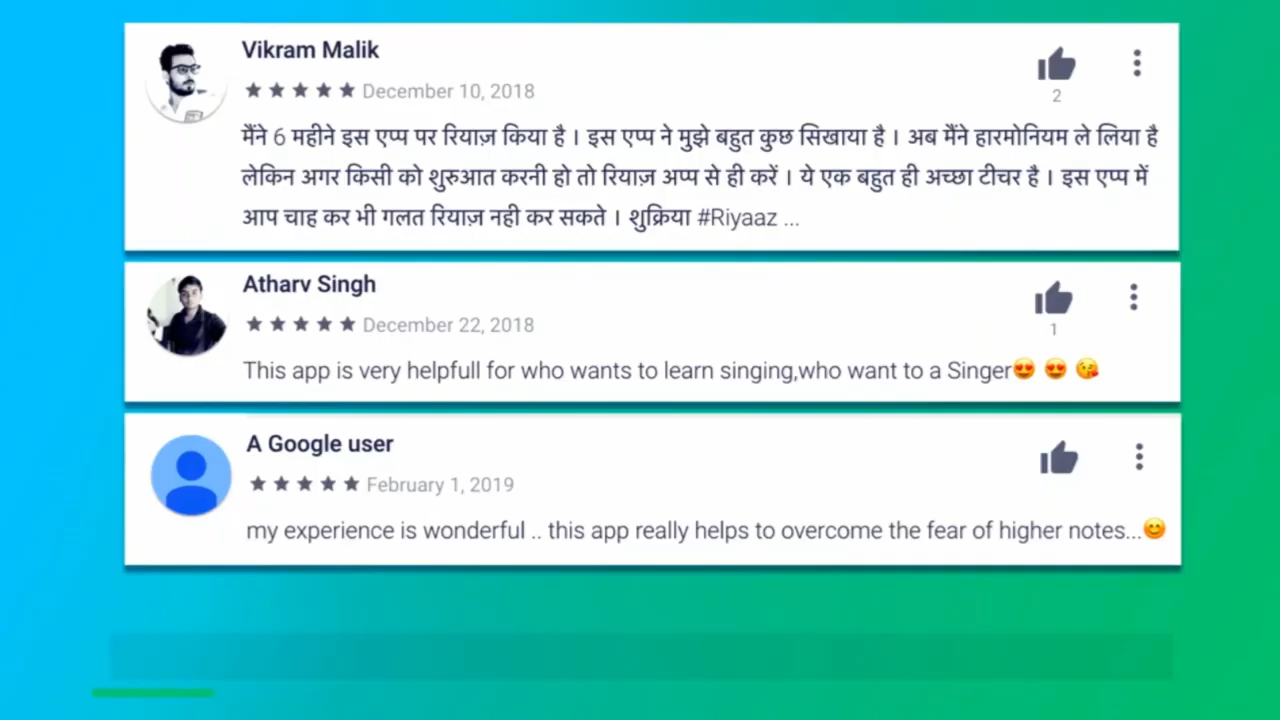 Vikram Malik
★★★★★ December 10, 2018
2
मैंने 6 महीने इस एप्प पर रियाज़ किया है । इस एप्प ने मुझे बहुत कुछ सिखाया है । अब मैंने हारमोनियम ले लिया है
लेकिन अगर किसी को शुरुआत करनी हो तो रियाज़ अप्प से ही करें । ये एक बहुत ही अच्छा टीचर है । इस एप्प में
आप चाह कर भी गलत रियाज़ नही कर सकते । शुक्रिया #Riyaaz ...
Atharv Singh
★★★★★ December 22, 2018
1
This app is very helpfull for who wants to learn singing,who want to a Singer😍 😍 😘
A Google user
★★★★★ February 1, 2019
my experience is wonderful .. this app really helps to overcome the fear of higher notes...😊